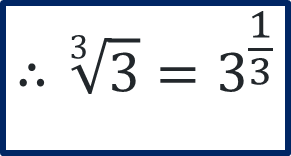 ∴ ∛3 = 3^{1/3}